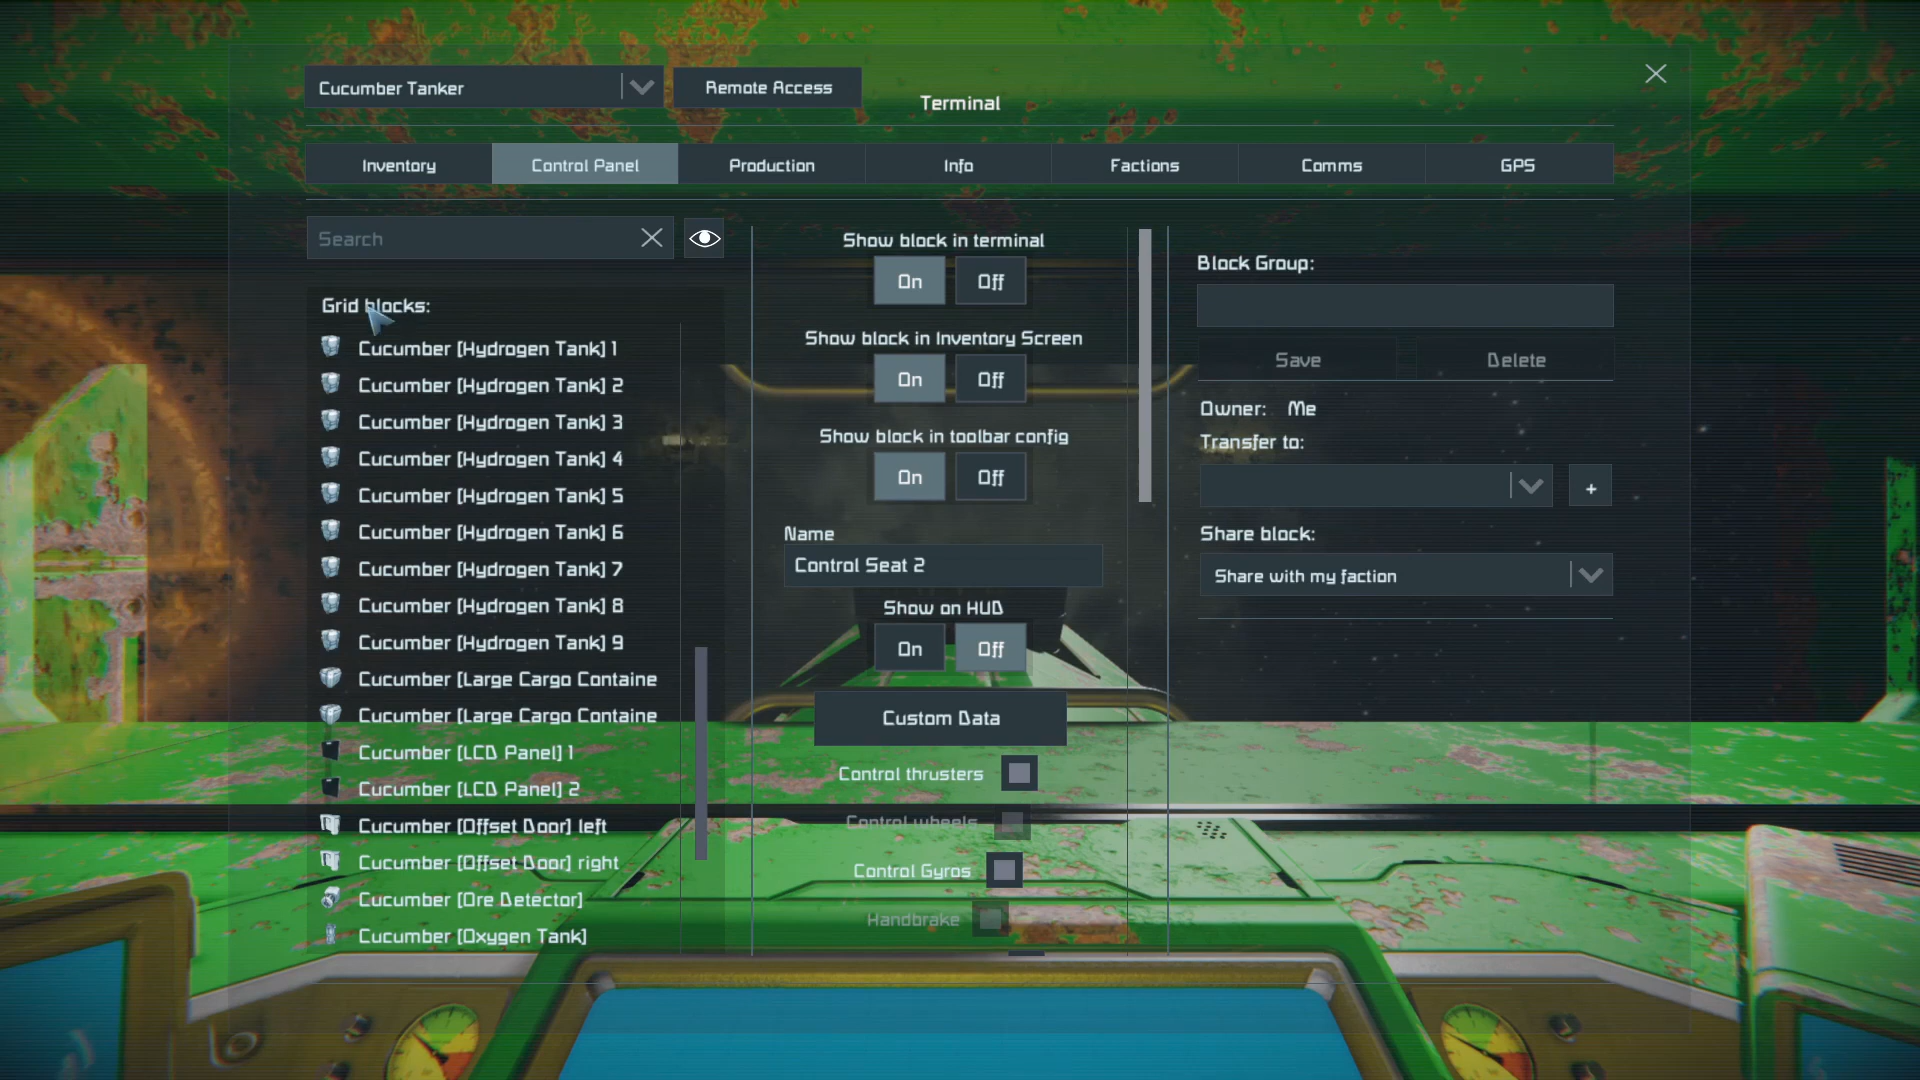 Cucumber Tanker
Remote Access
Terminal
Inventory
Control Panel
Production
Info
Factions
Comms
GPS
Search
Grid blocks:
Cucumber [Hydrogen Tank] 1
Cucumber [Hydrogen Tank] 2
Cucumber [Hydrogen Tank] 3
Cucumber [Hydrogen Tank] 4
Cucumber [Hydrogen Tank] 5
Cucumber [Hydrogen Tank] 6
Cucumber [Hydrogen Tank] 7
Cucumber [Hydrogen Tank] 8
Cucumber [Hydrogen Tank] 9
Cucumber [Large Cargo Containe
Cucumber [Large Cargo Containe
Cucumber [LCD Panel] 1
Cucumber [LCD Panel] 2
Cucumber [Offset Door] left
Cucumber [Offset Door] right
Cucumber [Ore Detector]
Cucumber [Oxygen Tank]
Show block in terminal
On Off
Show block in Inventory Screen
On Off
Show block in toolbar config
On Off
Name
Control Seat 2
Show on HUD
On Off
Custom Data
Control thrusters
Control wheels
Control Gyros
Handbrake
Block Group:
Save
Delete
Owner: Me
Transfer to:
+
Share block:
Share with my faction